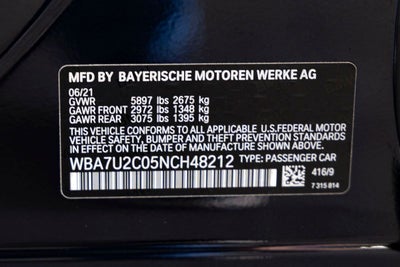 MFD BY BAYERISCHE MOTOREN WERKE AG
06/21
GVWR 5897 lbs 2675 kg
GAWR FRONT 2972 lbs 1348 kg
GAWR REAR 3075 lbs 1395 kg
THIS VEHICLE CONFORMS TO ALL APPLICABLE U.S.FEDERAL MOTOR
VEHICLE SAFETY, BUMPER, AND THEFT PREVENTION STANDARDS IN
EFFECT ON THE DATE OF MANUFACTURE SHOWN ABOVE.
WBA7U2C05NCH48212 TYPE: PASSENGER CAR
416/9
7 315 814